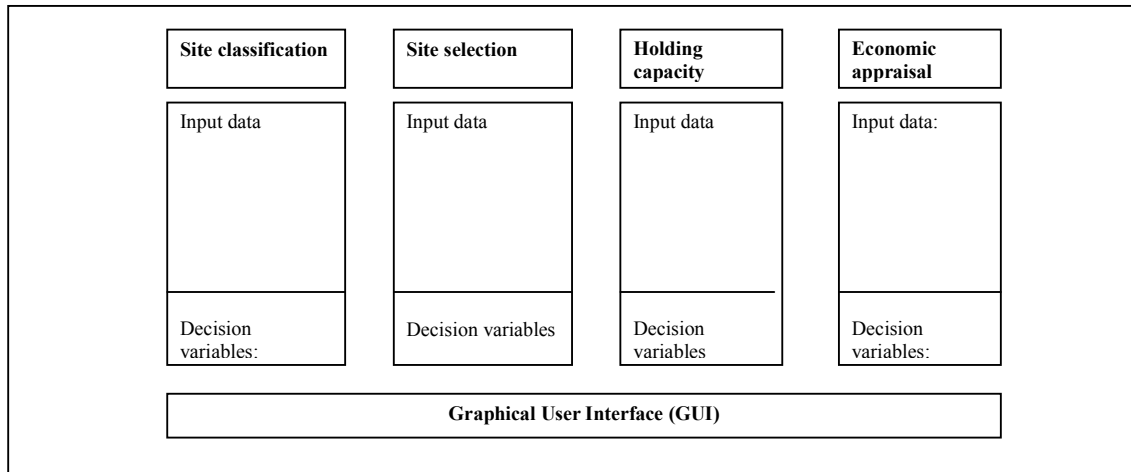 Site classification
Site selection
Holding
capacity
Economic
appraisal
Input data
Input data
Input data
Input data:
Decision
variables:
Decision variables
Decision
variables
Decision
variables:
Graphical User Interface (GUI)